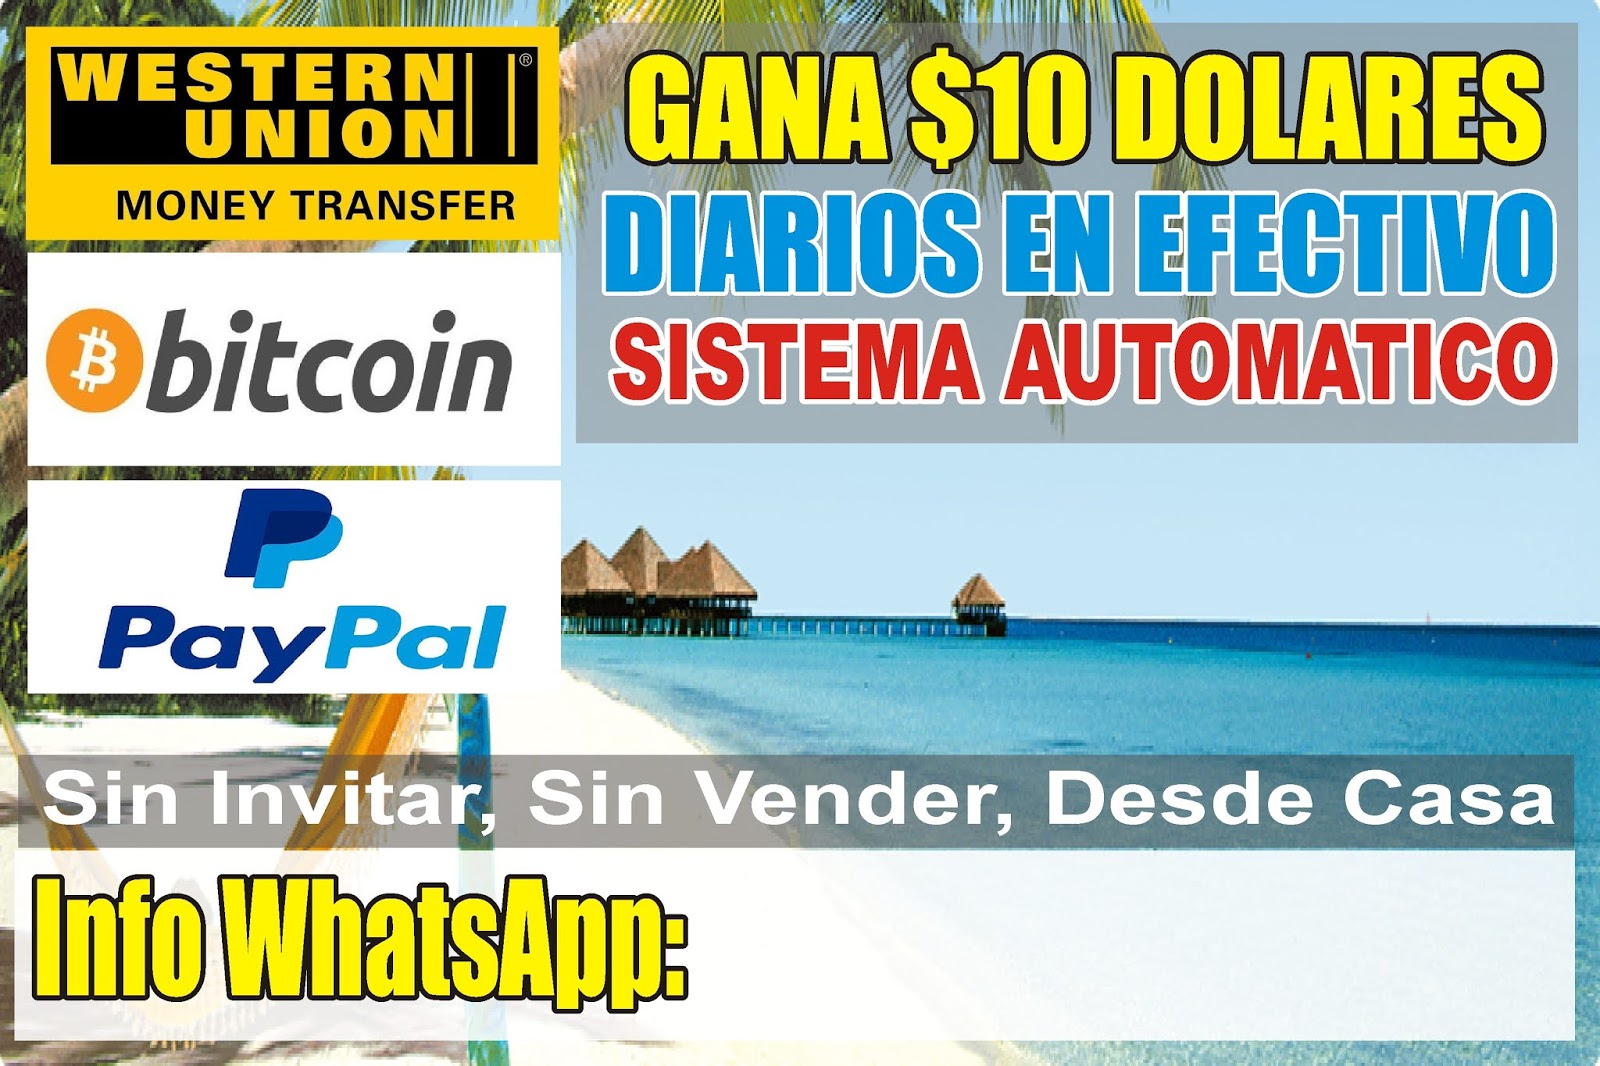 WESTERN
UNION ®
MONEY TRANSFER
bitcoin
PayPal
GANA $10 DOLARES
DIARIOS EN EFECTIVO
SISTEMA AUTOMATICO
Sin Invitar, Sin Vender, Desde Casa
Info WhatsApp: